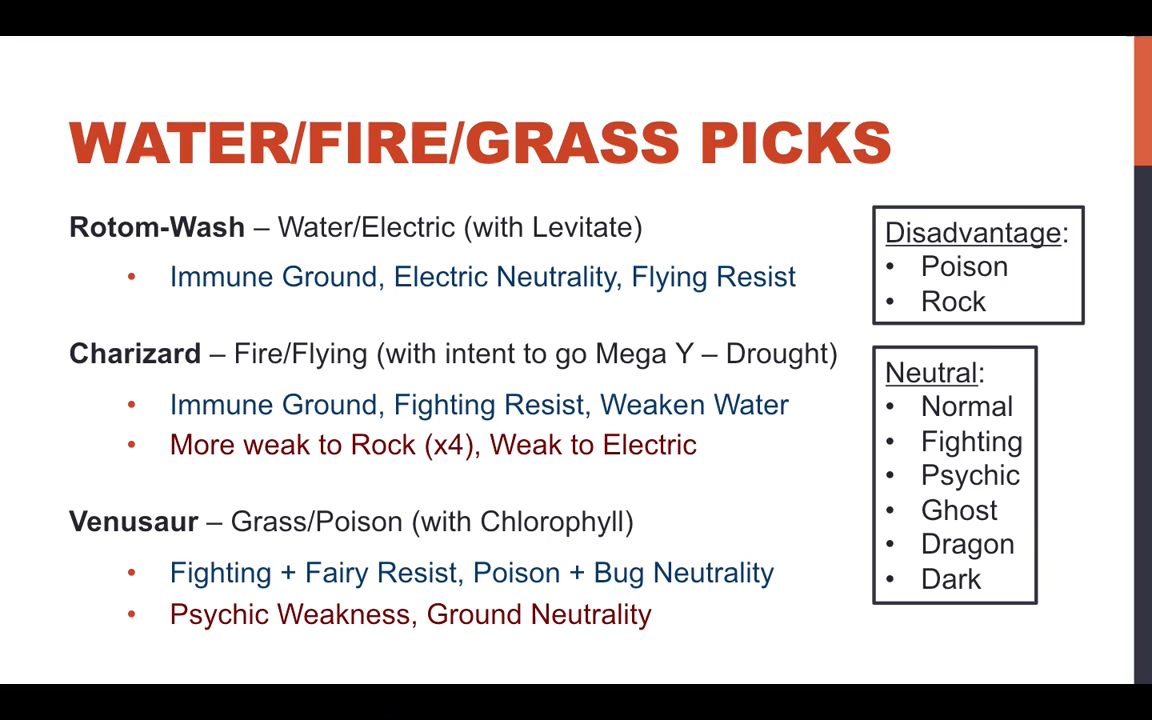 WATER/FIRE/GRASS PICKS
Rotom-Wash – Water/Electric (with Levitate)
• Immune Ground, Electric Neutrality, Flying Resist
Charizard – Fire/Flying (with intent to go Mega Y – Drought)
• Immune Ground, Fighting Resist, Weaken Water
• More weak to Rock (x4), Weak to Electric
Venusaur – Grass/Poison (with Chlorophyll)
• Fighting + Fairy Resist, Poison + Bug Neutrality
• Psychic Weakness, Ground Neutrality
Disadvantage:
• Poison
• Rock
Neutral:
• Normal
• Fighting
• Psychic
• Ghost
• Dragon
• Dark